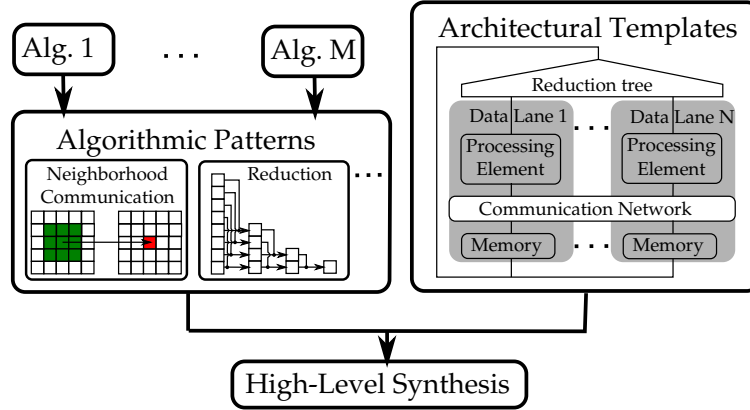 Alg. 1
...
Alg. M
Algorithmic Patterns
Neighborhood
Communication
Reduction
...
Architectural Templates
Reduction tree
Data Lane 1
...
Data Lane N
Processing
Element
Processing
Element
Communication Network
Memory
...
Memory
High-Level Synthesis